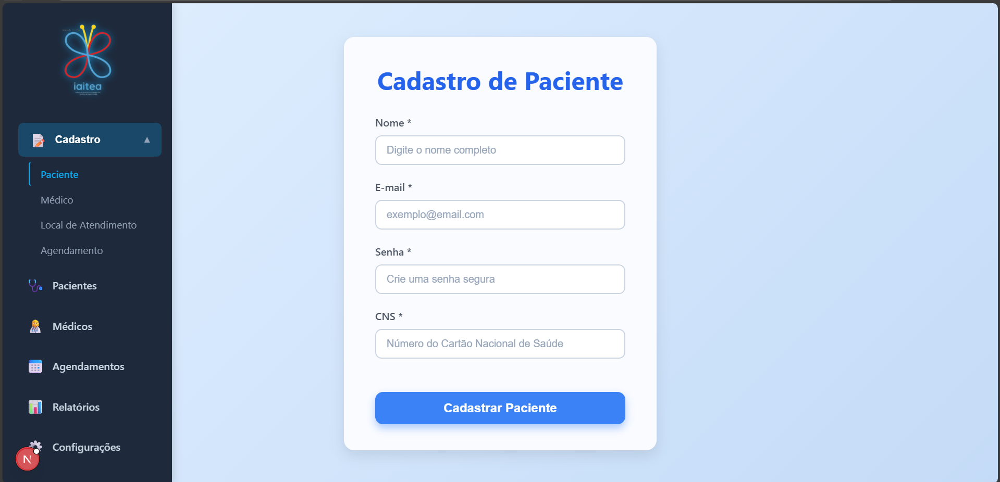 iaitea
Cadastro ▲
Paciente
Médico
Local de Atendimento
Agendamento
Pacientes
Médicos
Agendamentos
Relatórios
Configurações
N
Cadastro de Paciente
Nome *
Digite o nome completo
E-mail *
exemplo@email.com
Senha *
Crie uma senha segura
CNS *
Número do Cartão Nacional de Saúde
Cadastrar Paciente